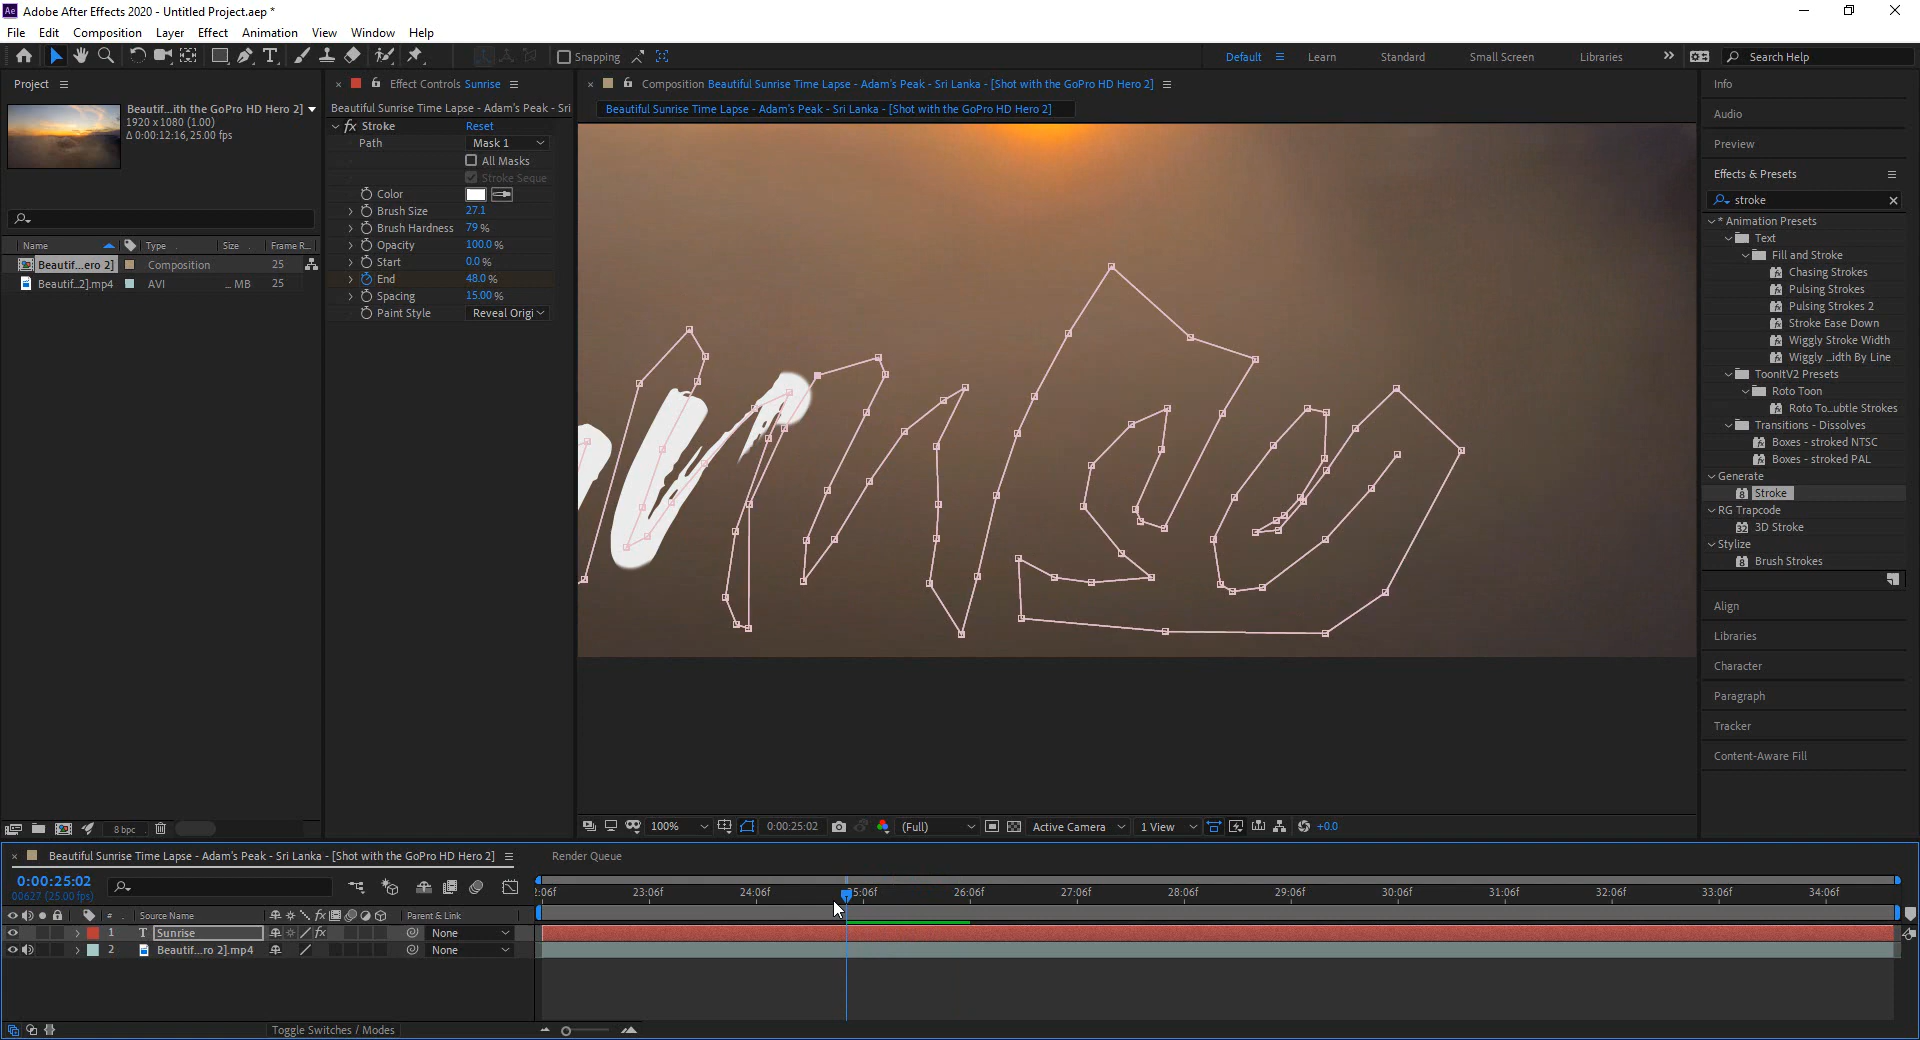 Adobe After Effects 2020 - Untitled Project.aep *
File Edit Composition Layer Effect Animation View Window Help
Snapping
Default Learn Standard Small Screen Libraries
Search Help
Project
Beautif...ith the GoPro HD Hero 2]
1920 x 1080 (1.00)
Δ 0:00:12:16, 25.00 fps
Name Type Size Frame R...
Beautif...ero 2] Composition 25
Beautif...2].mp4 AVI ... MB 25
8 bpc
Effect Controls Sunrise
Beautiful Sunrise Time Lapse - Adam's Peak - Sri
fx Stroke Reset
Path Mask 1
All Masks
Stroke Seque
Color
Brush Size 27.1
Brush Hardness 79 %
Opacity 100.0 %
Start 0.0 %
End 48.0 %
Spacing 15.00 %
Paint Style Reveal Origi
Composition Beautiful Sunrise Time Lapse - Adam's Peak - Sri Lanka - [Shot with the GoPro HD Hero 2]
Beautiful Sunrise Time Lapse - Adam's Peak - Sri Lanka - [Shot with the GoPro HD Hero 2]
100% 0:00:25:02 (Full) Active Camera 1 View +0.0
Info
Audio
Preview
Effects & Presets
stroke
* Animation Presets
Text
Fill and Stroke
Chasing Strokes
Pulsing Strokes
Pulsing Strokes 2
Stroke Ease Down
Wiggly Stroke Width
Wiggly ...idth By Line
ToonItV2 Presets
Roto Toon
Roto To...ubtle Strokes
Transitions - Dissolves
Boxes - stroked NTSC
Boxes - stroked PAL
Generate
Stroke
RG Trapcode
3D Stroke
Stylize
Brush Strokes
Align
Libraries
Character
Paragraph
Tracker
Content-Aware Fill
Beautiful Sunrise Time Lapse - Adam's Peak - Sri Lanka - [Shot with the GoPro HD Hero 2] Render Queue
0:00:25:02
00627 (25.00 fps)
2:06f 23:06f 24:06f 25:06f 26:06f 27:06f 28:06f 29:06f 30:06f 31:06f 32:06f 33:06f 34:06f
# Source Name fx Parent & Link
1 T Sunrise fx None
2 Beautif...ro 2].mp4 None
Toggle Switches / Modes